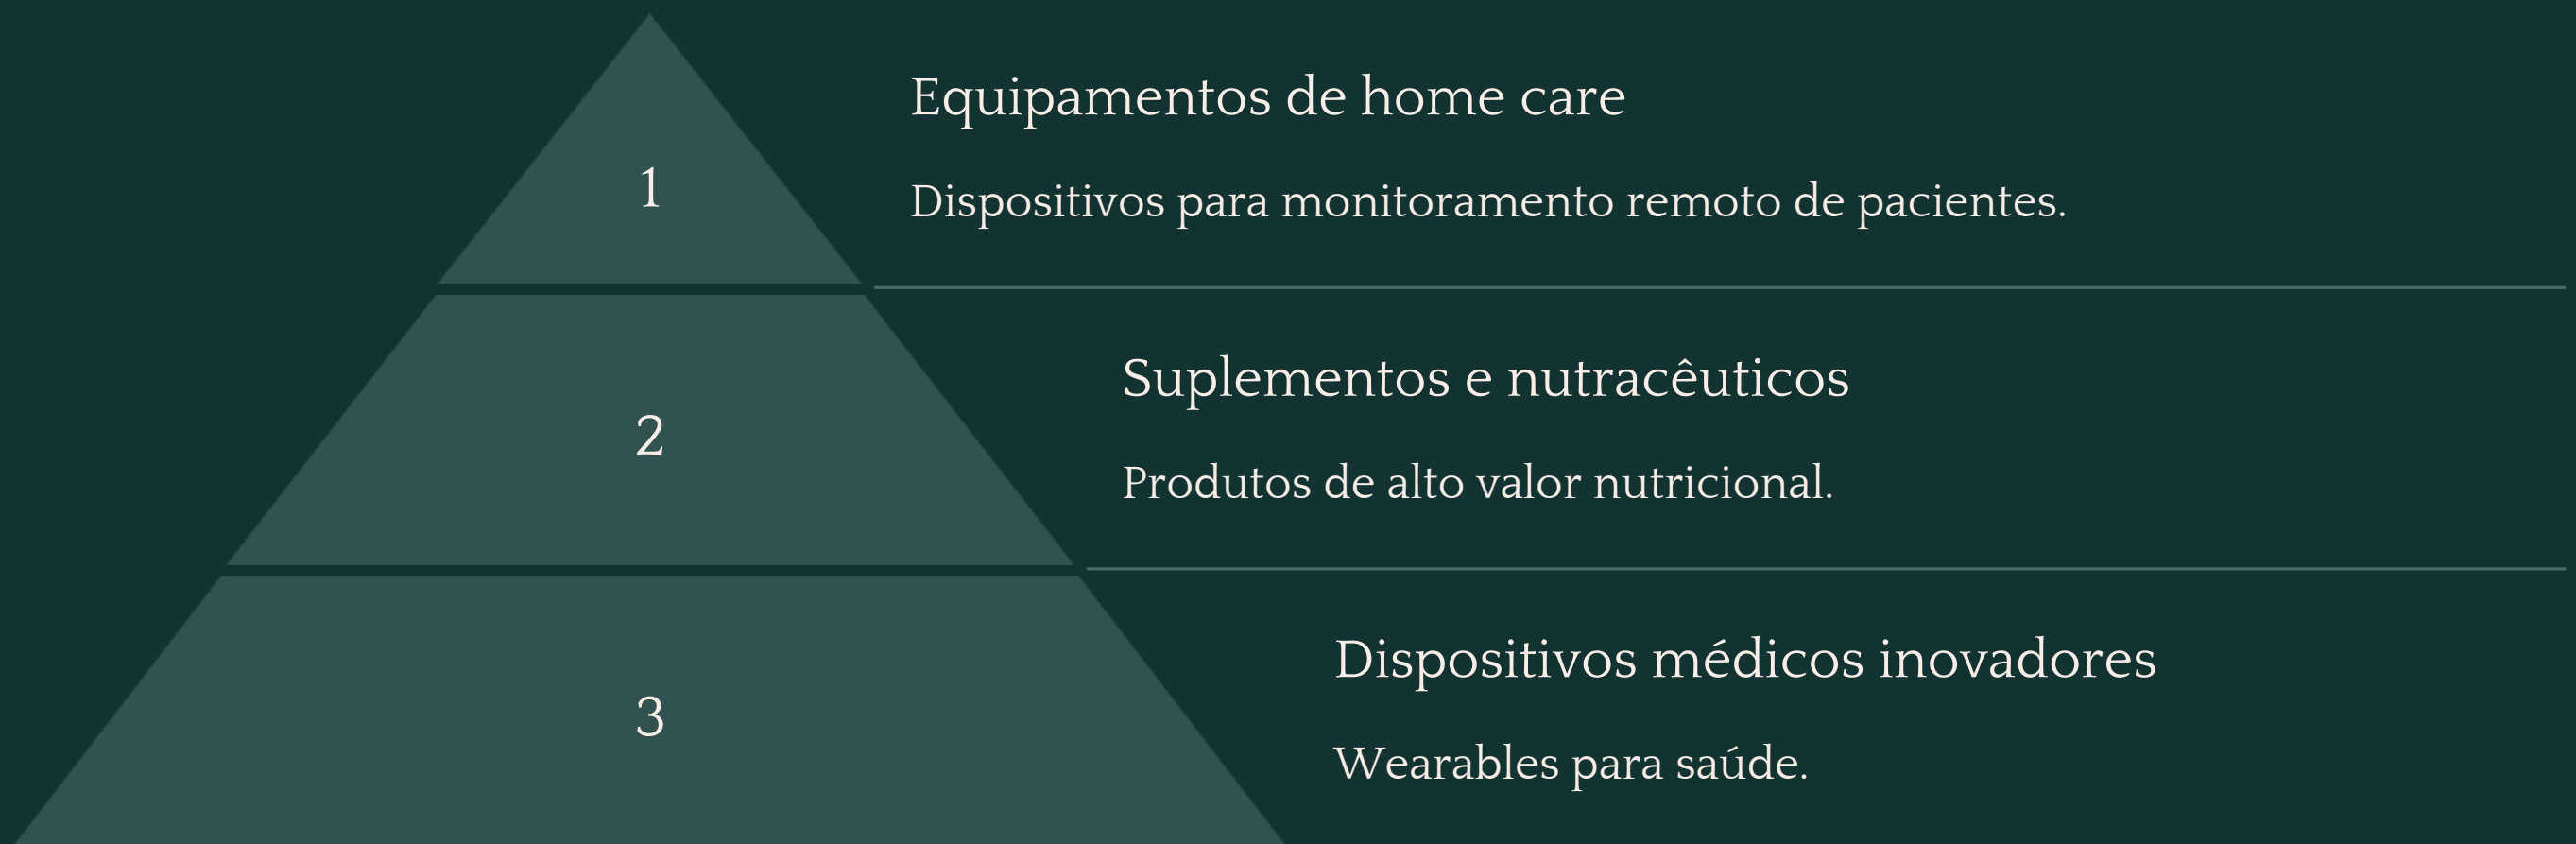 1
Equipamentos de home care
Dispositivos para monitoramento remoto de pacientes.
2
Suplementos e nutracêuticos
Produtos de alto valor nutricional.
3
Dispositivos médicos inovadores
Wearables para saúde.